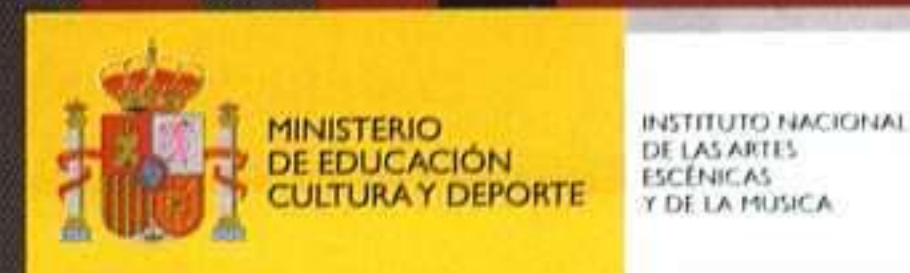 MINISTERIO
DE EDUCACIÓN
CULTURA Y DEPORTE
INSTITUTO NACIONAL
DE LAS ARTES
ESCÉNICAS
Y DE LA MÚSICA